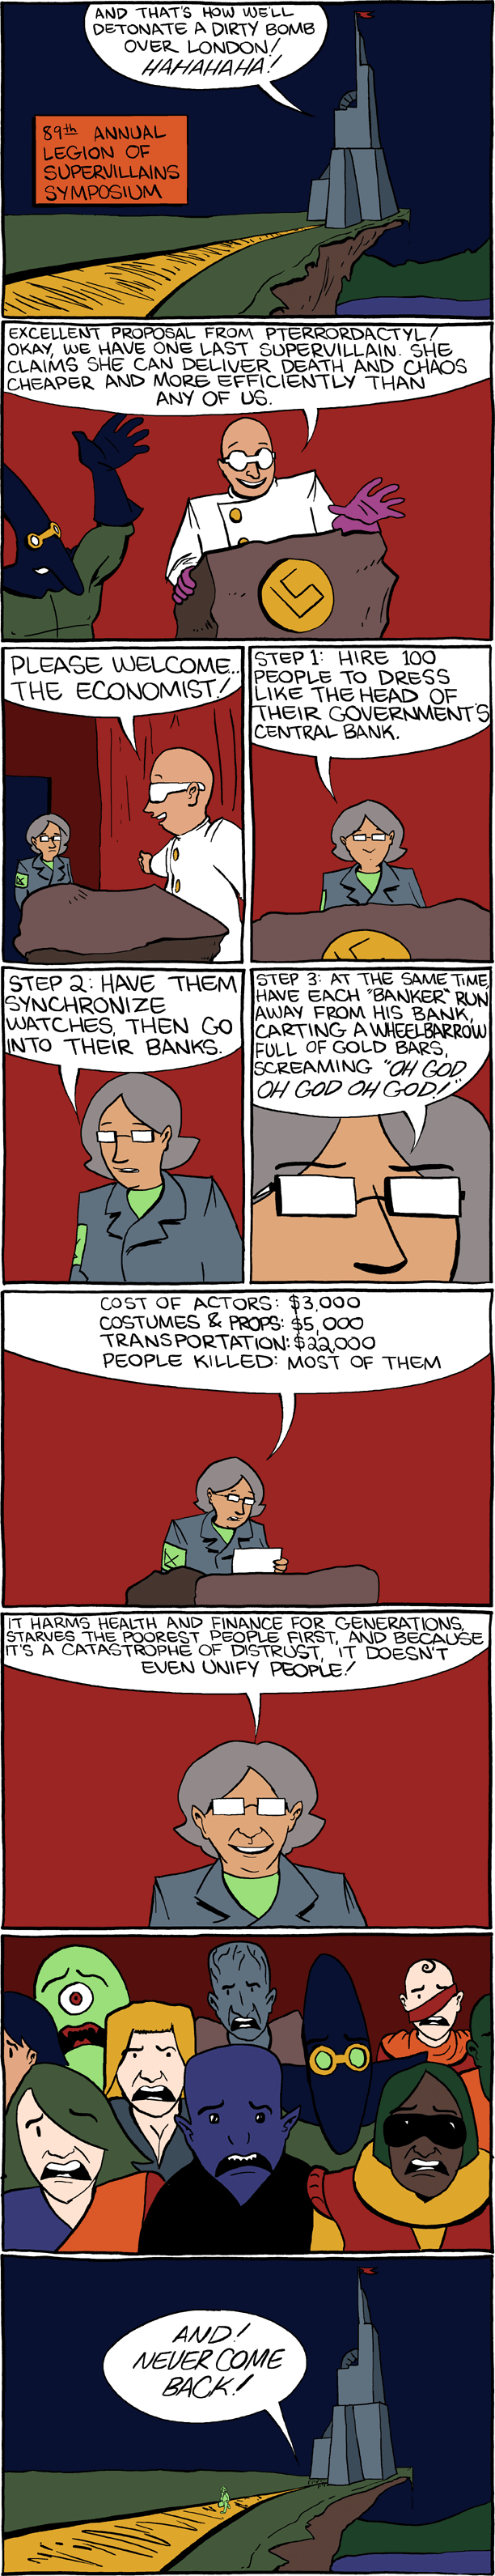 AND THAT'S HOW WE'LL
DETONATE A DIRTY BOMB
OVER LONDON!
HAHAHAHA!
89th ANNUAL
LEGION OF
SUPERVILLAINS
SYMPOSIUM
EXCELLENT PROPOSAL FROM PTERRORDACTYL!
OKAY, WE HAVE ONE LAST SUPERVILLAIN. SHE
CLAIMS SHE CAN DELIVER DEATH AND CHAOS
CHEAPER AND MORE EFFICIENTLY THAN
ANY OF US.
PLEASE WELCOME...
THE ECONOMIST!
STEP 1: HIRE 100
PEOPLE TO DRESS
LIKE THE HEAD OF
THEIR GOVERNMENT'S
CENTRAL BANK.
STEP 2: HAVE THEM
SYNCHRONIZE
WATCHES, THEN GO
INTO THEIR BANKS.
STEP 3: AT THE SAME TIME,
HAVE EACH "BANKER" RUN
AWAY FROM HIS BANK,
CARTING A WHEELBARROW
FULL OF GOLD BARS,
SCREAMING "OH GOD
OH GOD OH GOD!"
COST OF ACTORS: $3,000
COSTUMES & PROPS: $5,000
TRANSPORTATION: $22,000
PEOPLE KILLED: MOST OF THEM
IT HARMS HEALTH AND FINANCE FOR GENERATIONS,
STARVES THE POOREST PEOPLE FIRST, AND BECAUSE
IT'S A CATASTROPHE OF DISTRUST, IT DOESN'T
EVEN UNIFY PEOPLE!
AND!
NEVER COME
BACK!